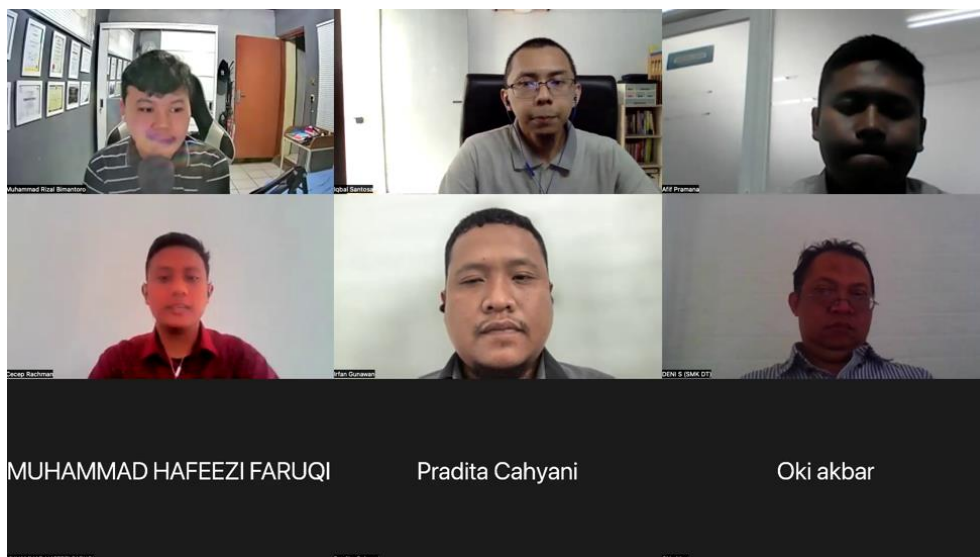 Muhammad Rizal Bimantoro
Iqbal Santosa
Afif Pramana
Cecep Rachman
Irfan Gunawan
DENI S (SMK DT)
MUHAMMAD HAFEEZI FARUQI
Pradita Cahyani
Oki akbar